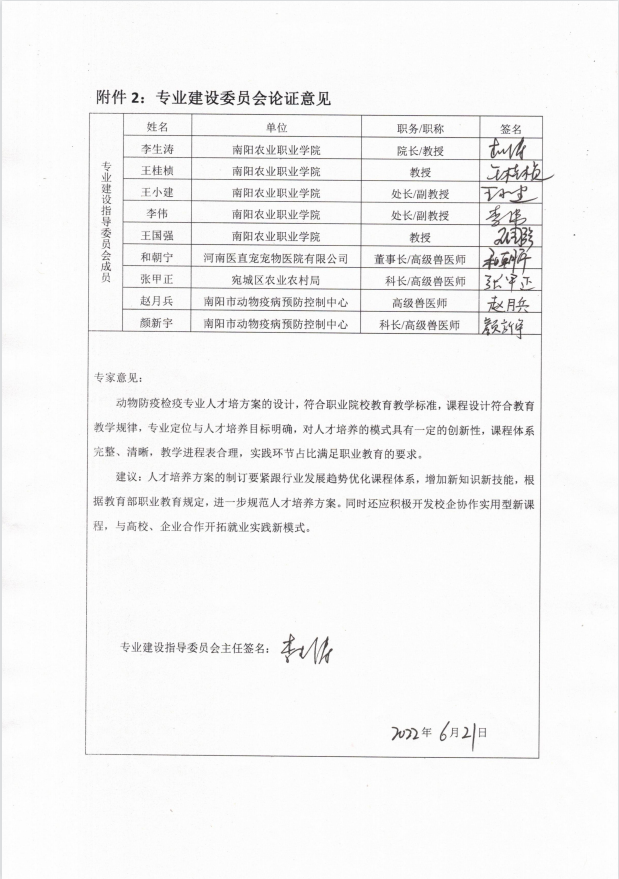 附件 2：专业建设委员会论证意见
专业建设指导委员会成员
姓名 单位 职务/职称 签名
李生涛 南阳农业职业学院 院长/教授
王桂桢 南阳农业职业学院 教授 王桂桢
王小建 南阳农业职业学院 处长/副教授 王小建
李伟 南阳农业职业学院 处长/副教授 李伟
王国强 南阳农业职业学院 教授
和朝宁 河南医直宠宠物医院有限公司 董事长/高级兽医师
张甲正 宛城区农业农村局 科长/高级兽医师 张甲正
赵月兵 南阳市动物疫病预防控制中心 高级兽医师 赵月兵
颜新宇 南阳市动物疫病预防控制中心 科长/高级兽医师 颜新宇
专家意见：
动物防疫检疫专业人才培方案的设计，符合职业院校教育教学标准，课程设计符合教育
教学规律，专业定位与人才培养目标明确，对人才培养的模式具有一定的创新性，课程体系
完整、清晰，教学进程表合理，实践环节占比满足职业教育的要求。
建议：人才培养方案的制订要紧跟行业发展趋势优化课程体系，增加新知识新技能，根
据教育部职业教育规定，进一步规范人才培养方案。同时还应积极开发校企协作实用型新课
程，与高校、企业合作开拓就业实践新模式。
专业建设指导委员会主任签名：
2022年 6月21日